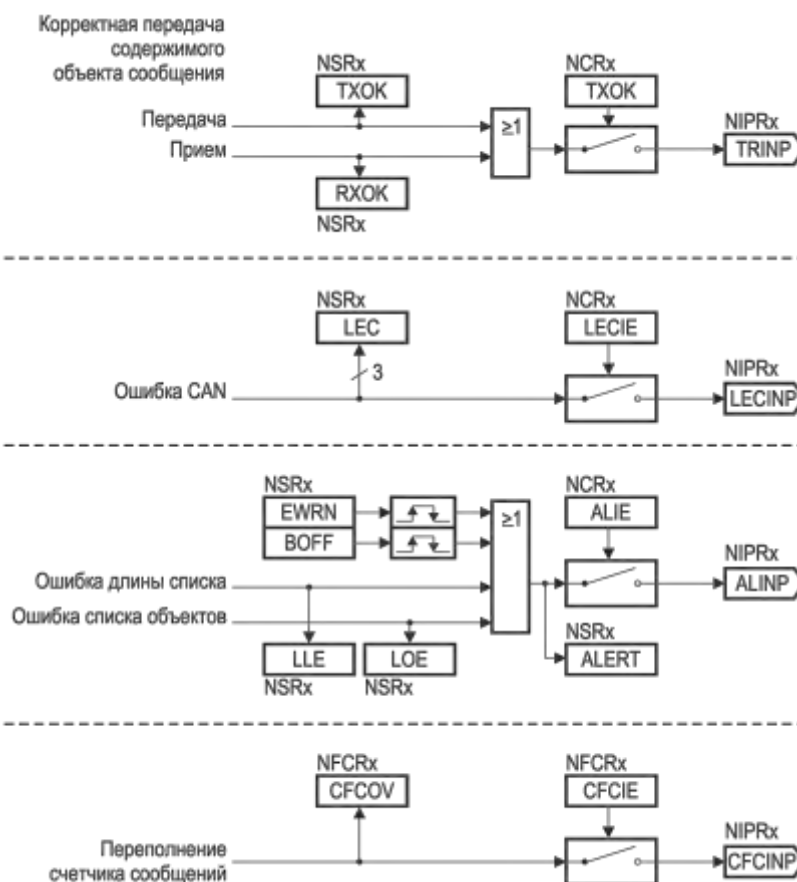 Корректная передача
содержимого
объекта сообщения
NSRx
TXOK
NCRx
TXOK
Передача
≥1
NIPRx
TRINP
Прием
RXOK
NSRx
NSRx
LEC
NCRx
LECIE
3
NIPRx
LECINP
Ошибка CAN
NSRx
EWRN
BOFF
≥1
NCRx
ALIE
NIPRx
ALINP
Ошибка длины списка
Ошибка списка объектов
LLE
NSRx
LOE
NSRx
NSRx
ALERT
NFCRx
CFCOV
NFCRx
CFCIE
NIPRx
CFCINP
Переполнение
счетчика сообщений